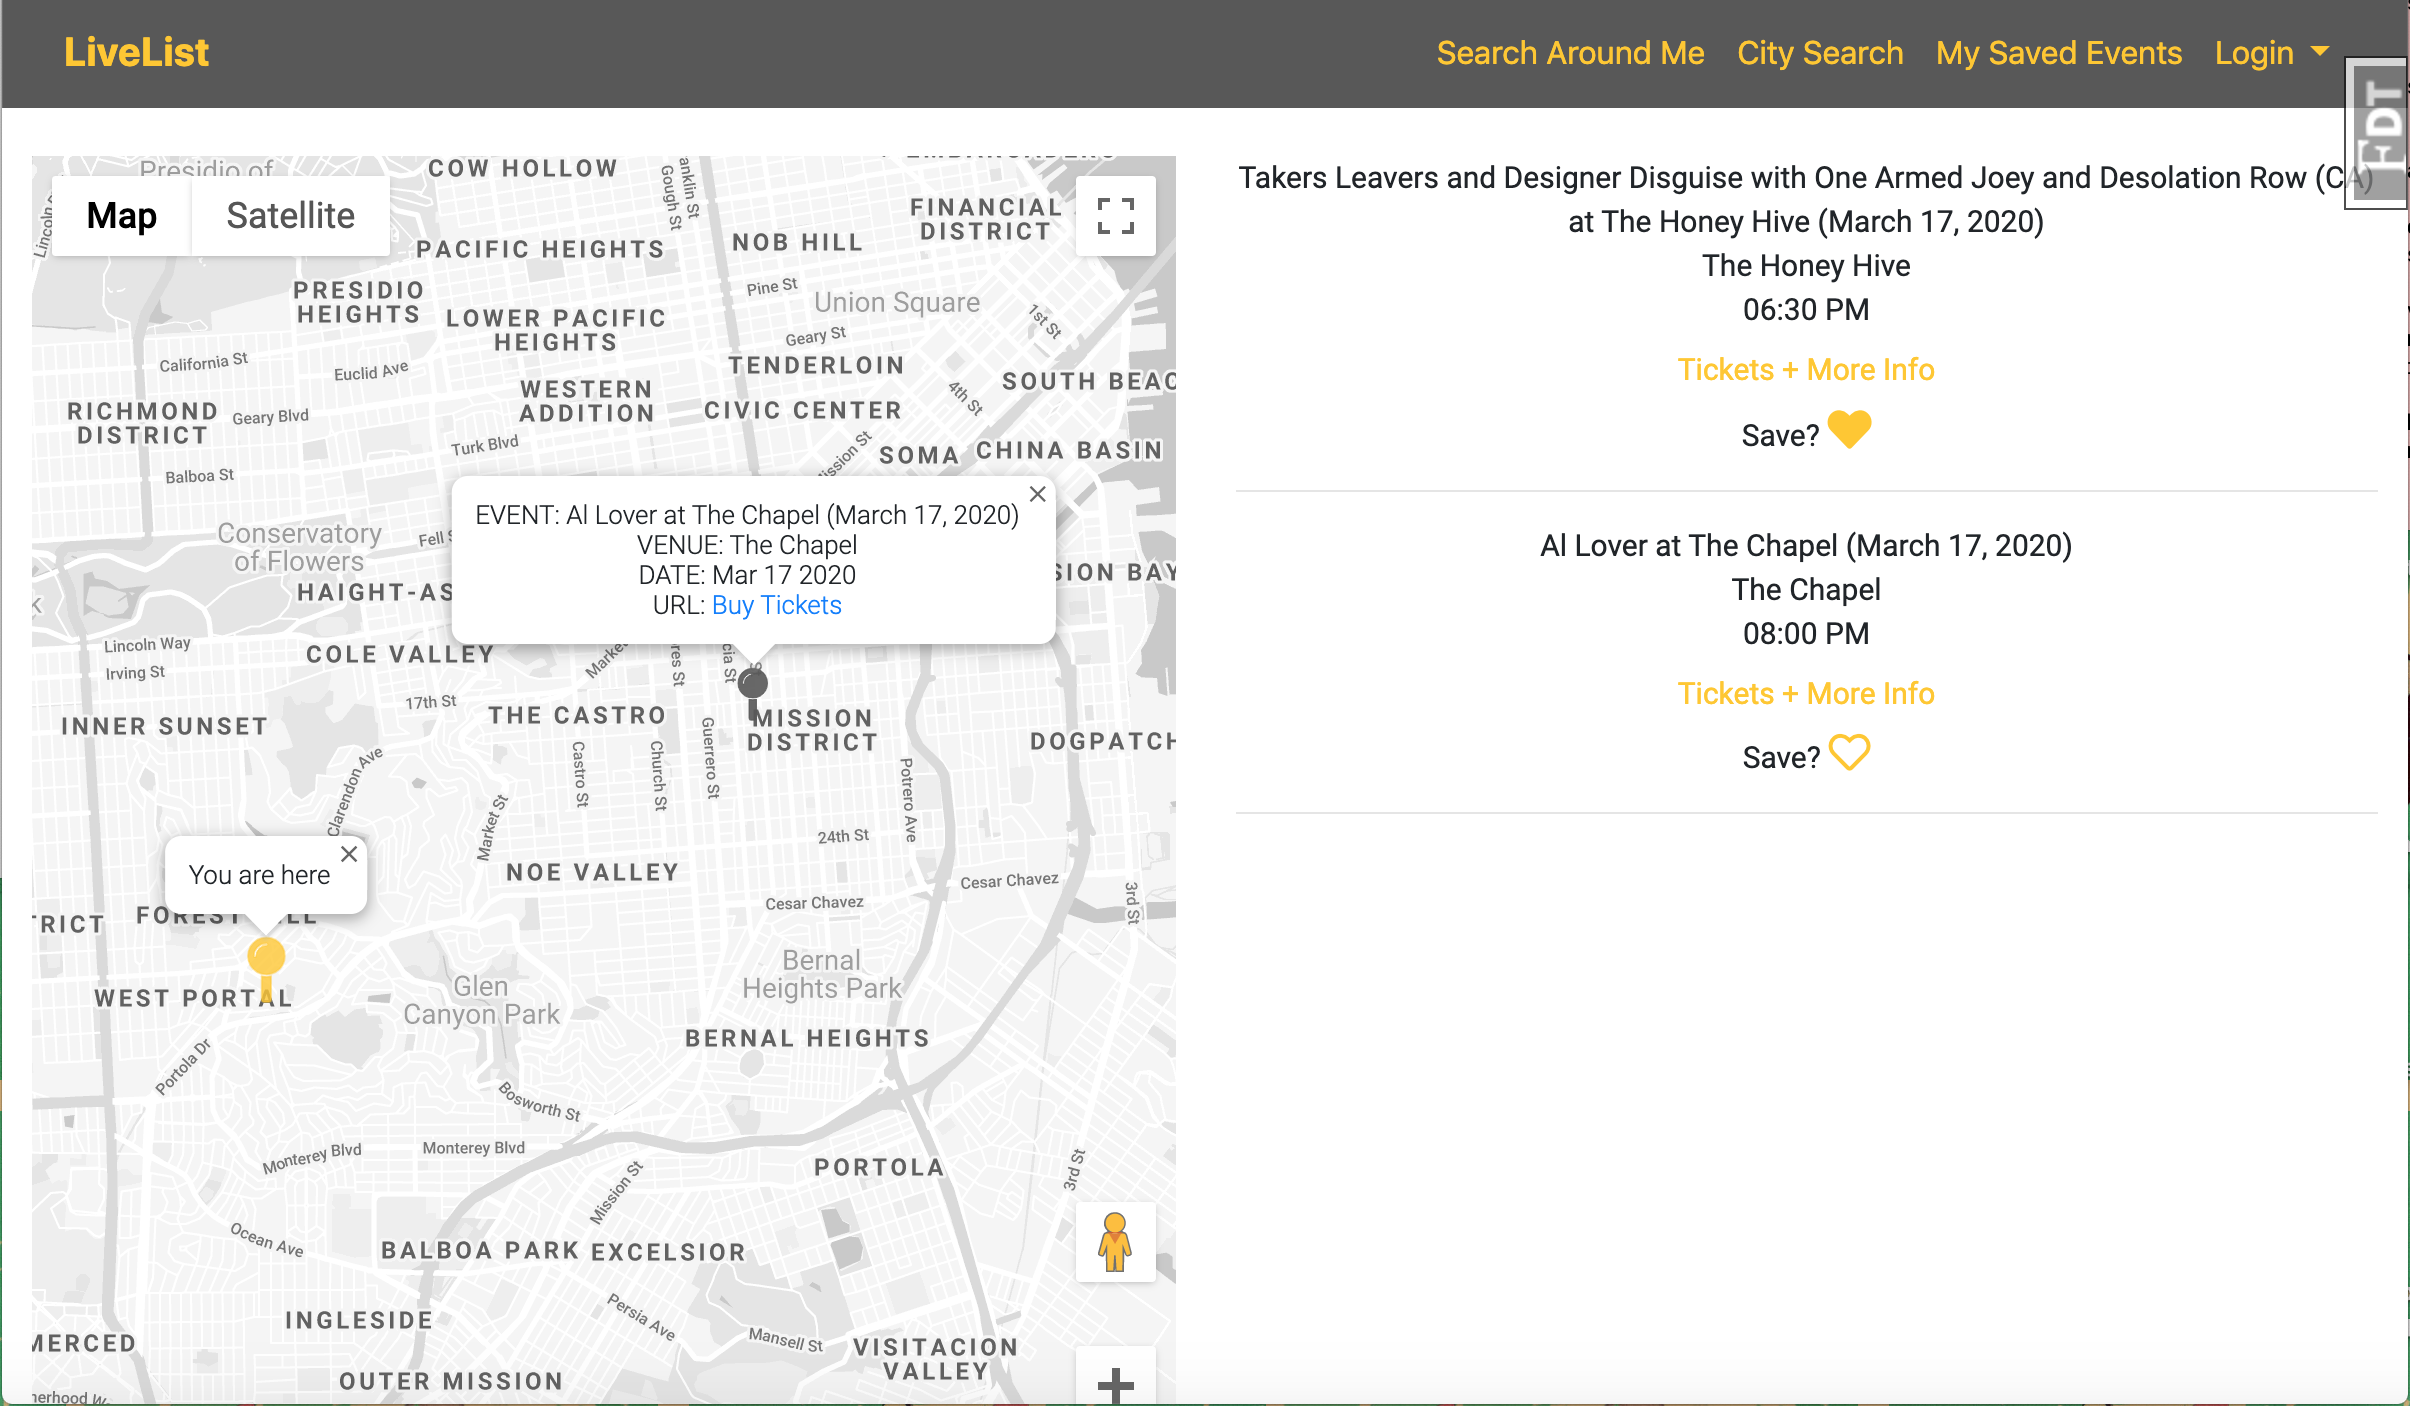 LiveList
Search Around Me
City Search
My Saved Events
Login
EDT
Map
Satellite
Presidio of
COW HOLLOW
Gough St
anklin St
FINANCIAL
DISTRICT
PACIFIC HEIGHTS
NOB HILL
PRESIDIO
HEIGHTS
Pine St
Union Square
LOWER PACIFIC
HEIGHTS
1st St
Geary St
California St
Euclid Ave
TENDERLOIN
WESTERN
ADDITION
4th St
SOUTH BEAC
RICHMOND
DISTRICT
Geary Blvd
CIVIC CENTER
Turk Blvd
SOMA
CHINA BASIN
Balboa St
ission St
Conservatory
of Flowers
Fell S
HAIGHT-AS
SION BAY
EVENT: Al Lover at The Chapel (March 17, 2020)
VENUE: The Chapel
DATE: Mar 17 2020
URL: Buy Tickets
Lincoln Way
Irving St
COLE VALLEY
Marke
res St
cia St
17th St
INNER SUNSET
THE CASTRO
MISSION
DISTRICT
DOGPATCH
Castro St
Church St
Guerrero St
Potrero Ave
Clarendon Ave
Market St
24th St
You are here
NOE VALLEY
Cesar Chavez
Cesar Chavez
3rd St
TRICT
WEST PORTAL
Glen
Canyon Park
Bernal
Heights Park
BERNAL HEIGHTS
Portola Dr
Bosworth St
Monterey Blvd
Monterey Blvd
Mission St
PORTOLA
3rd St
Ocean Ave
BALBOA PARK
EXCELSIOR
INGLESIDE
Persia Ave
Mansell St
MERCED
VISITACION
VALLEY
OUTER MISSION
Takers Leavers and Designer Disguise with One Armed Joey and Desolation Row (CA)
at The Honey Hive (March 17, 2020)
The Honey Hive
06:30 PM
Tickets + More Info
Save?
Al Lover at The Chapel (March 17, 2020)
The Chapel
08:00 PM
Tickets + More Info
Save?